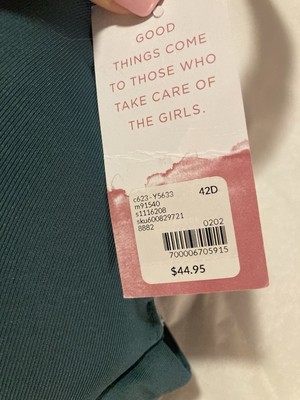 GOOD
THINGS COME
TO THOSE WHO
TAKE CARE OF
THE GIRLS.
c623-Y5633 42D
m91540
s1116208
sku600829721
8882 0202
700006705915
$44.95